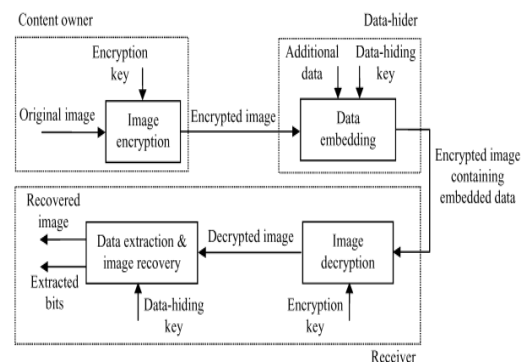 Content owner
Data-hider
Encryption
key
Additional
data
Data-hiding
key
Original image
Image
encryption
Encrypted image
Data
embedding
Encrypted image
containing
embedded data
Recovered
image
Data extraction &
image recovery
Decrypted image
Image
decryption
Extracted
bits
Data-hiding
key
Encryption
key
Receiver